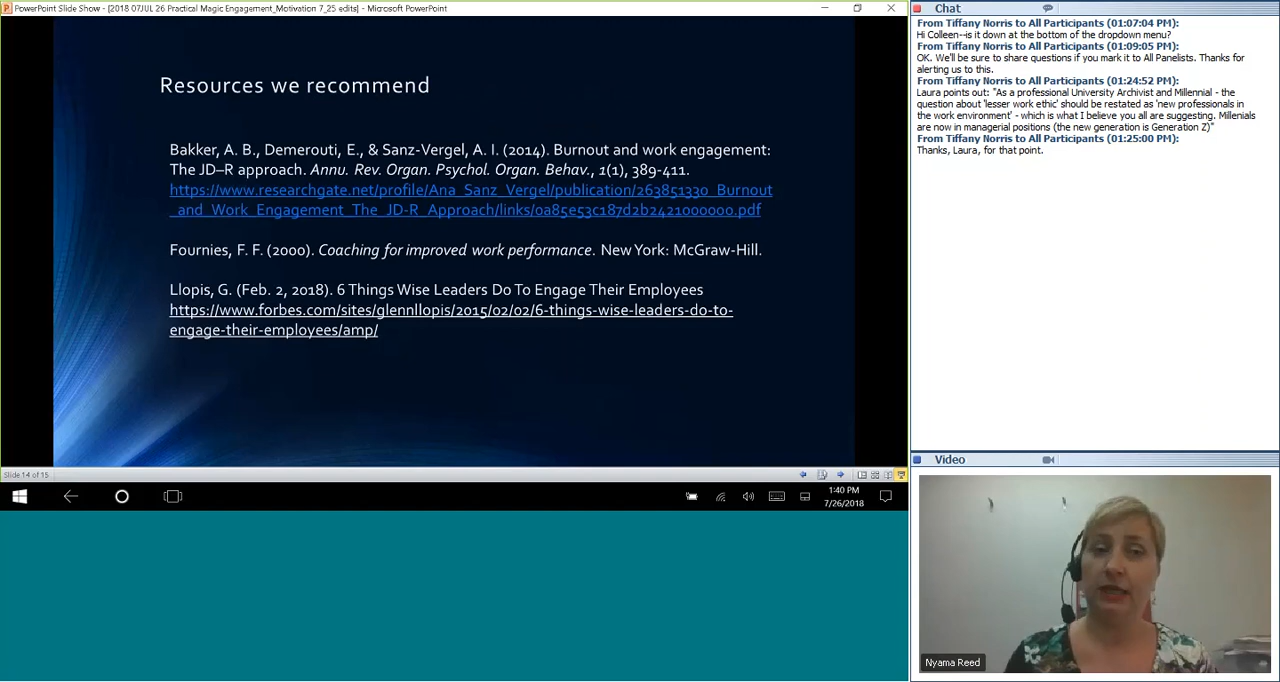 PowerPoint Slide Show - [2018 07JUL 26 Practical Magic Engagement_Motivation 7_25 edits] - Microsoft PowerPoint
Resources we recommend
Bakker, A. B., Demerouti, E., & Sanz-Vergel, A. I. (2014). Burnout and work engagement:
The JD–R approach. Annu. Rev. Organ. Psychol. Organ. Behav., 1(1), 389-411.
https://www.researchgate.net/profile/Ana_Sanz_Vergel/publication/263851330_Burnout
_and_Work_Engagement_The_JD-R_Approach/links/0a85e53c187d2b2421000000.pdf
Fournies, F. F. (2000). Coaching for improved work performance. New York: McGraw-Hill.
Llopis, G. (Feb. 2, 2018). 6 Things Wise Leaders Do To Engage Their Employees
https://www.forbes.com/sites/glennllopis/2015/02/02/6-things-wise-leaders-do-to-
engage-their-employees/amp/
Slide 14 of 15
1:40 PM
7/26/2018
Chat
From Tiffany Norris to All Participants (01:07:04 PM):
Hi Colleen--is it down at the bottom of the dropdown menu?
From Tiffany Norris to All Participants (01:09:05 PM):
OK. We'll be sure to share questions if you mark it to All Panelists. Thanks for
alerting us to this.
From Tiffany Norris to All Participants (01:24:52 PM):
Laura points out: "As a professional University Archivist and Millennial - the
question about 'lesser work ethic' should be restated as 'new professionals in
the work environment' - which is what I believe you all are suggesting. Millenials
are now in managerial positions (the new generation is Generation Z)"
From Tiffany Norris to All Participants (01:25:00 PM):
Thanks, Laura, for that point.
Video
Nyama Reed